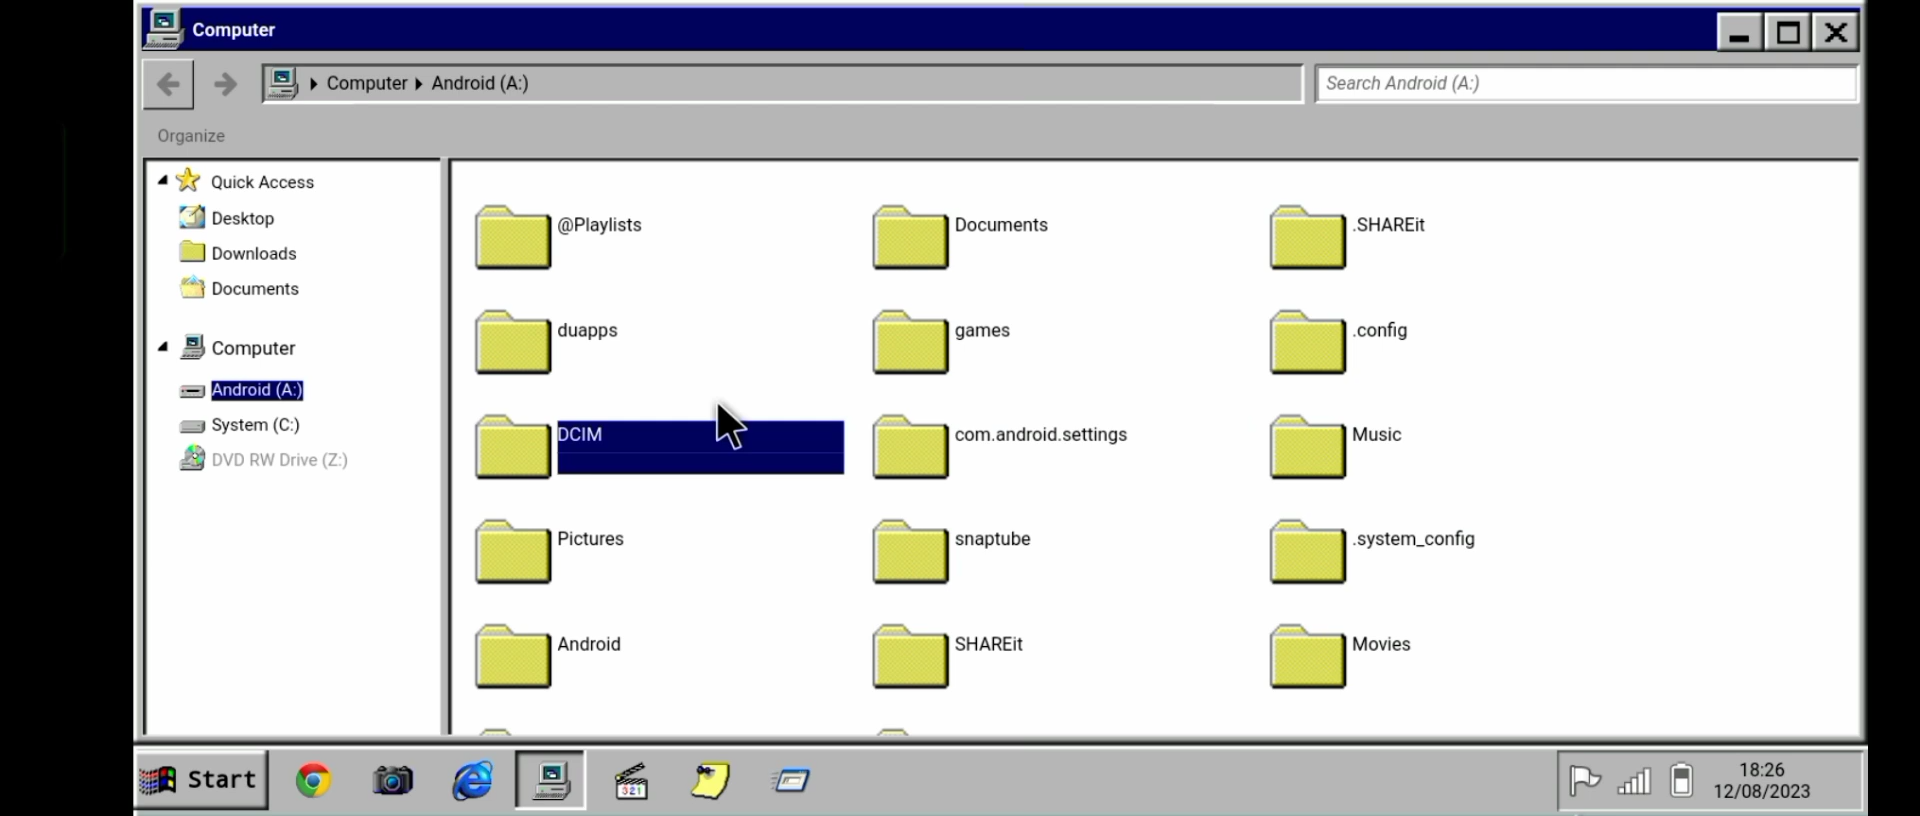 Computer
Computer Android (A:)
Search Android (A:)
Organize
Quick Access
Desktop
Downloads
Documents
Computer
Android (A:)
System (C:)
DVD RW Drive (Z:)
@Playlists
Documents
.SHAREit
duapps
games
.config
DCIM
com.android.settings
Music
Pictures
snaptube
.system_config
Android
SHAREit
Movies
Start
321
18:26
12/08/2023